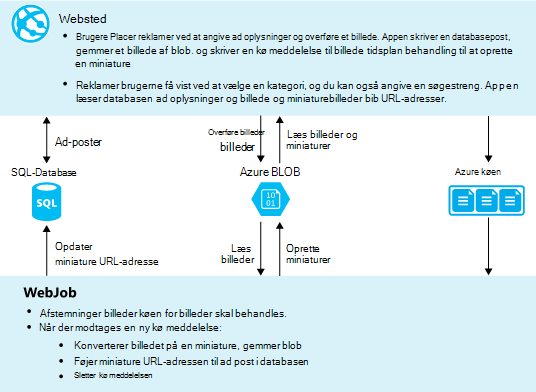 Websted
• Brugere Placer reklamer ved at angive ad oplysninger og overføre et billede. Appen skriver en databasepost,
gemmer et billede af blob. og skriver en kø meddelelse til billede tidsplan behandling til at oprette
en miniature
• Reklamer brugerne få vist ved at vælge en kategori, og du kan også angive en søgestreng. Appen
læser databasen ad oplysninger og billede og miniaturebilleder bib URL-adresser.
Ad-poster
Overføre billeder
billeder
Læs billeder og
miniaturer
SQL-Database
Azure BLOB
Azure køen
SQL
10
01
Opdater
miniature URL-adresse
Læs
billeder
Oprette
miniaturer
WebJob
• Afstemninger billeder køen for billeder skal behandles.
• Når der modtages en ny kø meddelelse:
• Konverterer billedet på en miniature, gemmer blob
• Føjer miniature URL-adressen til ad post i databasen
• Sletter kø meddelelsen